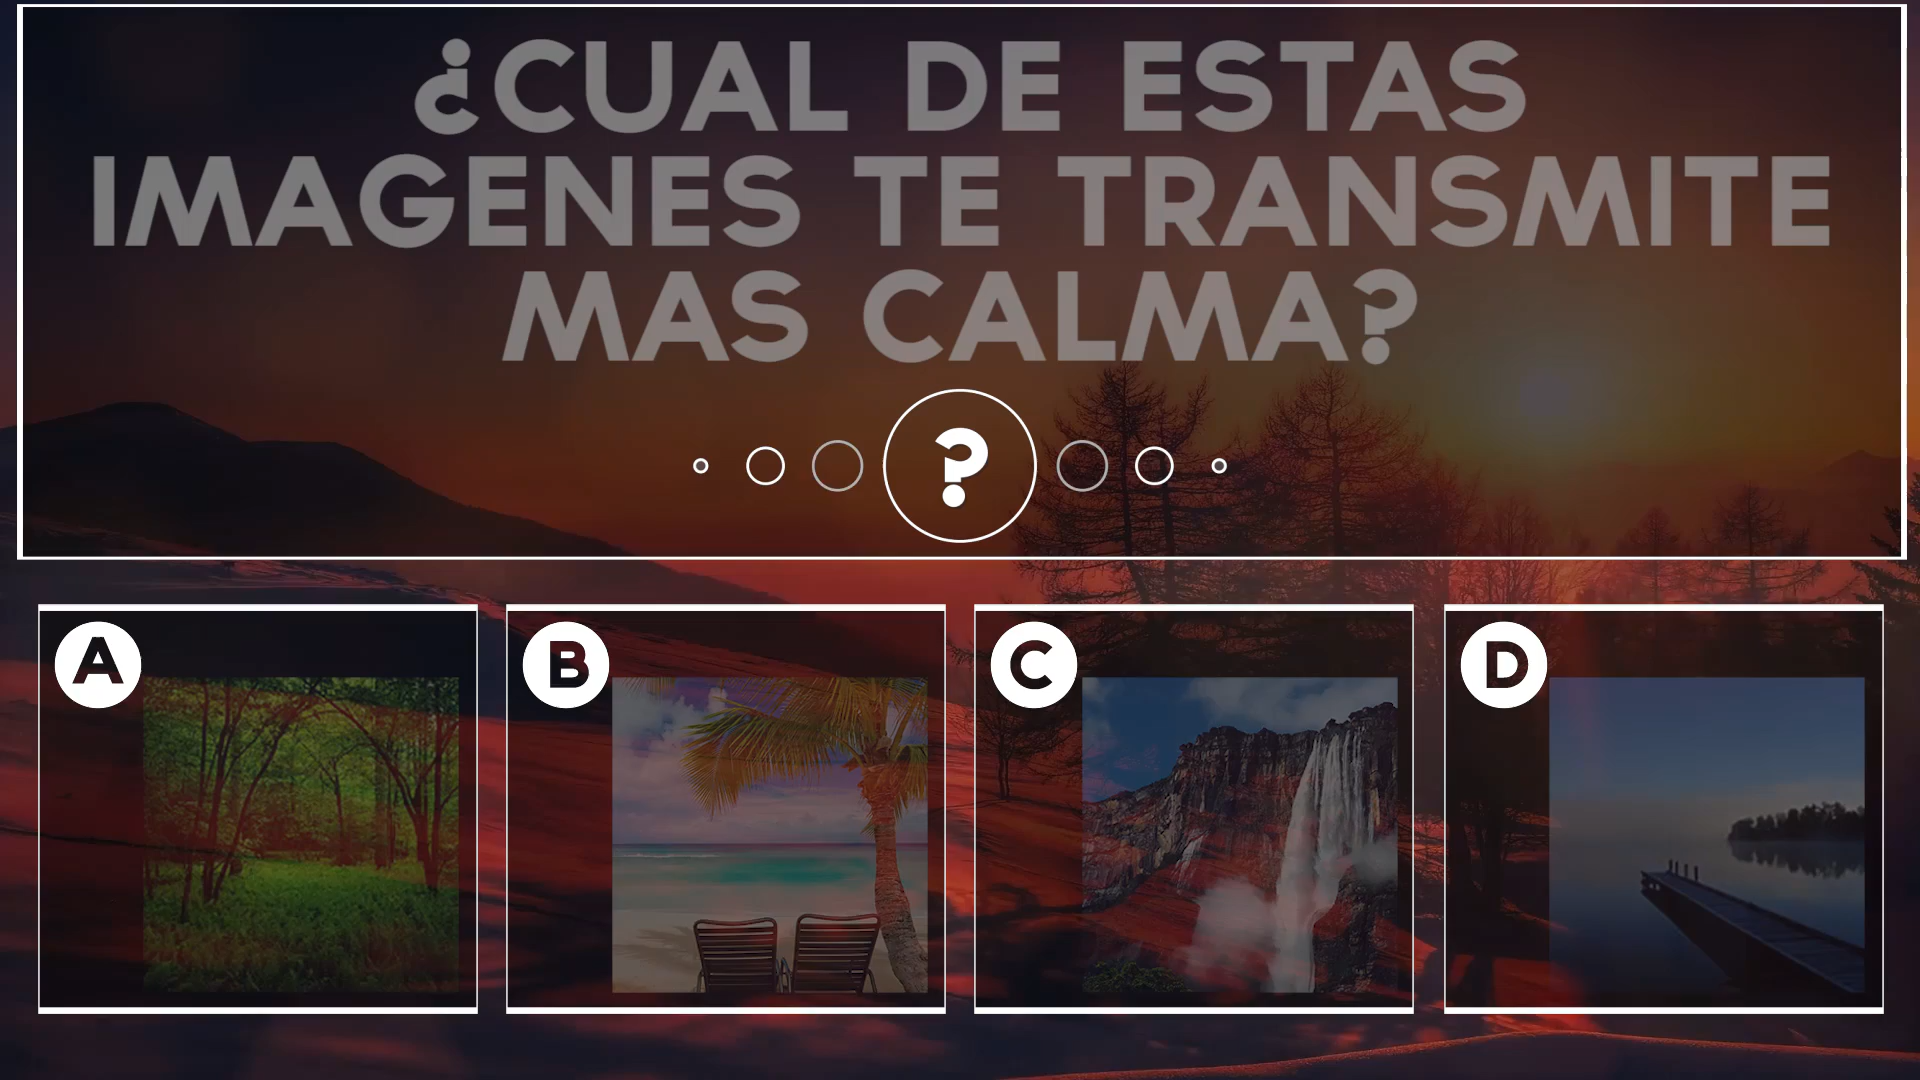 ¿CUAL DE ESTAS
IMAGENES TE TRANSMITE
MAS CALMA?
?
A
B
C
D